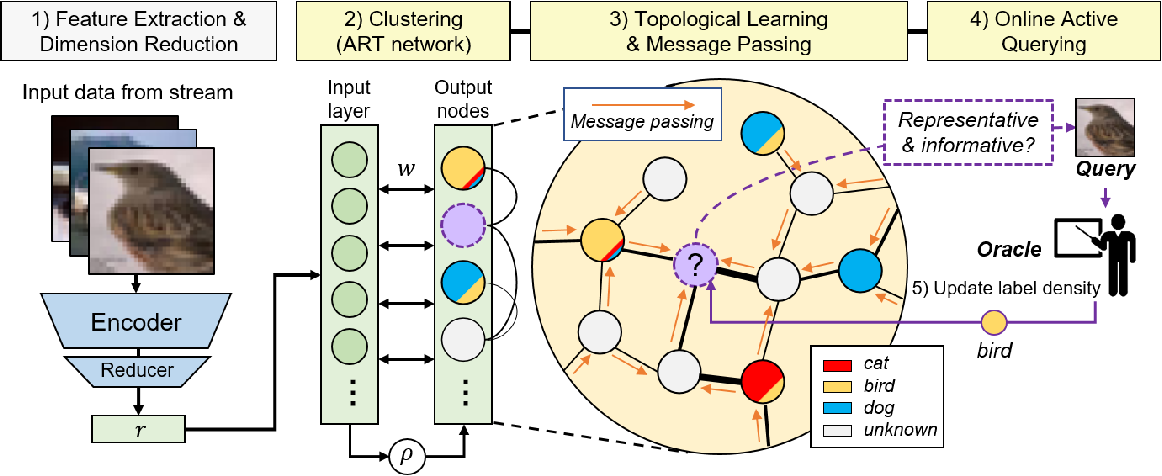 1) Feature Extraction &
Dimension Reduction
2) Clustering
(ART network)
3) Topological Learning
& Message Passing
4) Online Active
Querying
Input data from stream
Encoder
Reducer
r
Input
layer
Output
nodes
w
ρ
Message passing
?
Representative
& informative?
Query
Oracle
5) Update label density
bird
cat
bird
dog
unknown